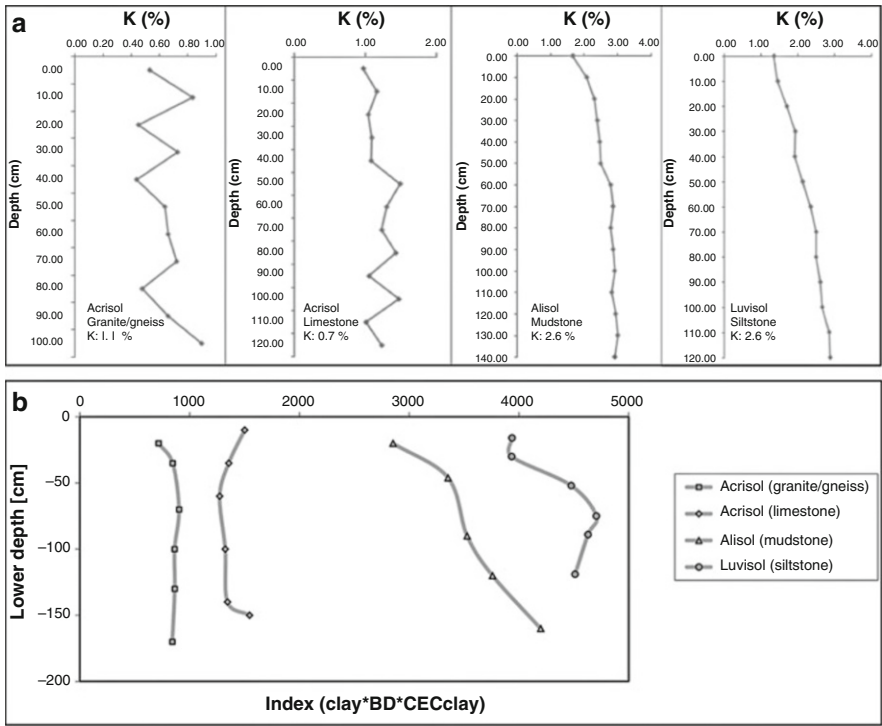 a
K (%)
0.00 0.20 0.40 0.60 0.80 1.00
Depth (cm)
0.00
10.00
20.00
30.00
40.00
50.00
60.00
70.00
80.00
90.00
100.00
Acrisol
Granite/gneiss
K: I. I %
K (%)
0.00 1.00 2.00
Depth (cm)
0.00
10.00
20.00
30.00
40.00
50.00
60.00
70.00
80.00
90.00
100.00
110.00
120.00
Acrisol
Limestone
K: 0.7 %
K (%)
0.00 1.00 2.00 3.00 4.00
Depth (cm)
0.00
10.00
20.00
30.00
40.00
50.00
60.00
70.00
80.00
90.00
100.00
110.00
120.00
130.00
140.00
Alisol
Mudstone
K: 2.6 %
K (%)
0.00 1.00 2.00 3.00 4.00
Depth (cm)
0.00
10.00
20.00
30.00
40.00
50.00
60.00
70.00
80.00
90.00
100.00
110.00
120.00
Luvisol
Siltstone
K: 2.6 %
b
0 1000 2000 3000 4000 5000
Lower depth [cm]
0
−50
−100
−150
−200
Index (clay*BD*CECclay)
Acrisol (granite/gneiss)
Acrisol (limestone)
Alisol (mudstone)
Luvisol (siltstone)